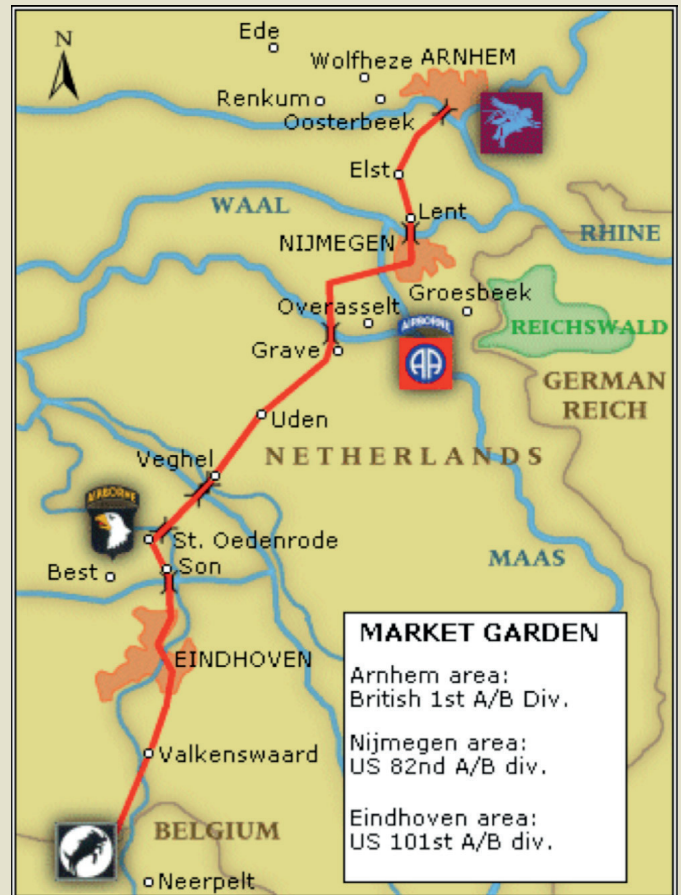 N
Ede
Wolfheze
ARNHEM
Renkum
Oosterbeek
Elst
WAAL
Lent
RHINE
NIJMEGEN
Overasselt
Groesbeek
AIRBORNE
AA
REICHSWALD
Grave
GERMAN
REICH
Uden
NETHERLANDS
Veghel
AIRBORNE
St. Oedenrode
MAAS
Best
Son
EINDHOVEN
Valkenswaard
BELGIUM
Neerpelt
MARKET GARDEN
Arnhem area:
British 1st A/B Div.
Nijmegen area:
US 82nd A/B div.
Eindhoven area:
US 101st A/B div.